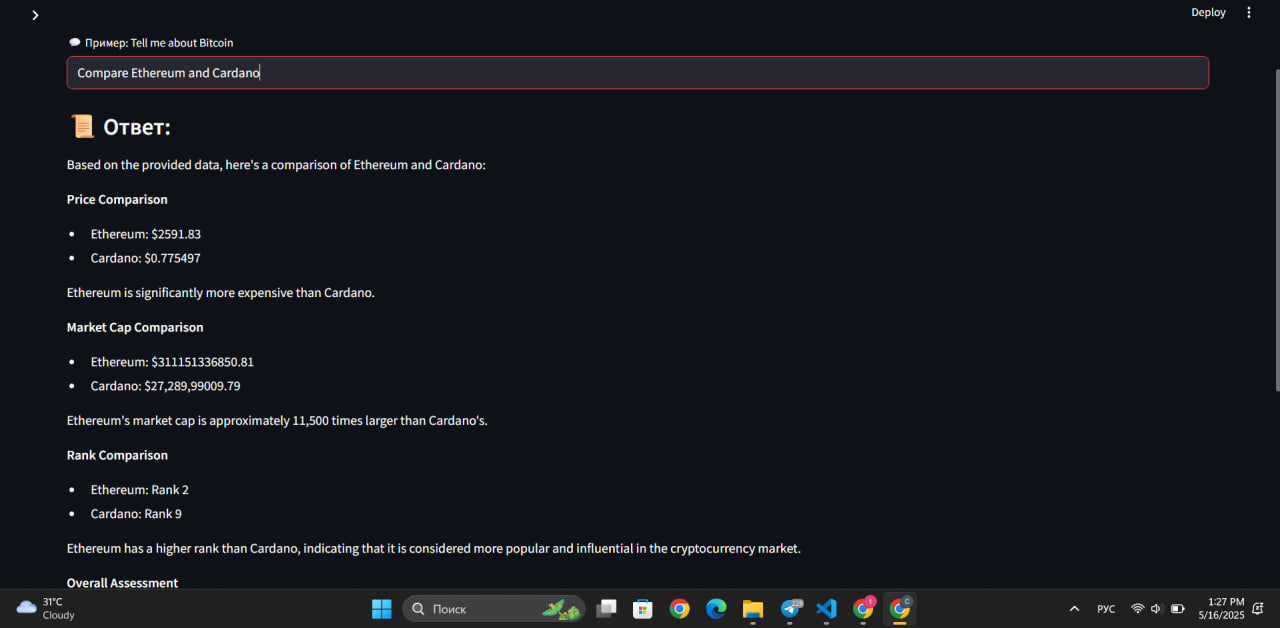 Deploy
Пример: Tell me about Bitcoin
Compare Ethereum and Cardano
Ответ:
Based on the provided data, here's a comparison of Ethereum and Cardano:
Price Comparison
• Ethereum: $2591.83
• Cardano: $0.775497
Ethereum is significantly more expensive than Cardano.
Market Cap Comparison
• Ethereum: $311151336850.81
• Cardano: $27,289,99009.79
Ethereum's market cap is approximately 11,500 times larger than Cardano's.
Rank Comparison
• Ethereum: Rank 2
• Cardano: Rank 9
Ethereum has a higher rank than Cardano, indicating that it is considered more popular and influential in the cryptocurrency market.
Overall Assessment
31°C
Cloudy
Поиск
РУС
1:27 PM
5/16/2025